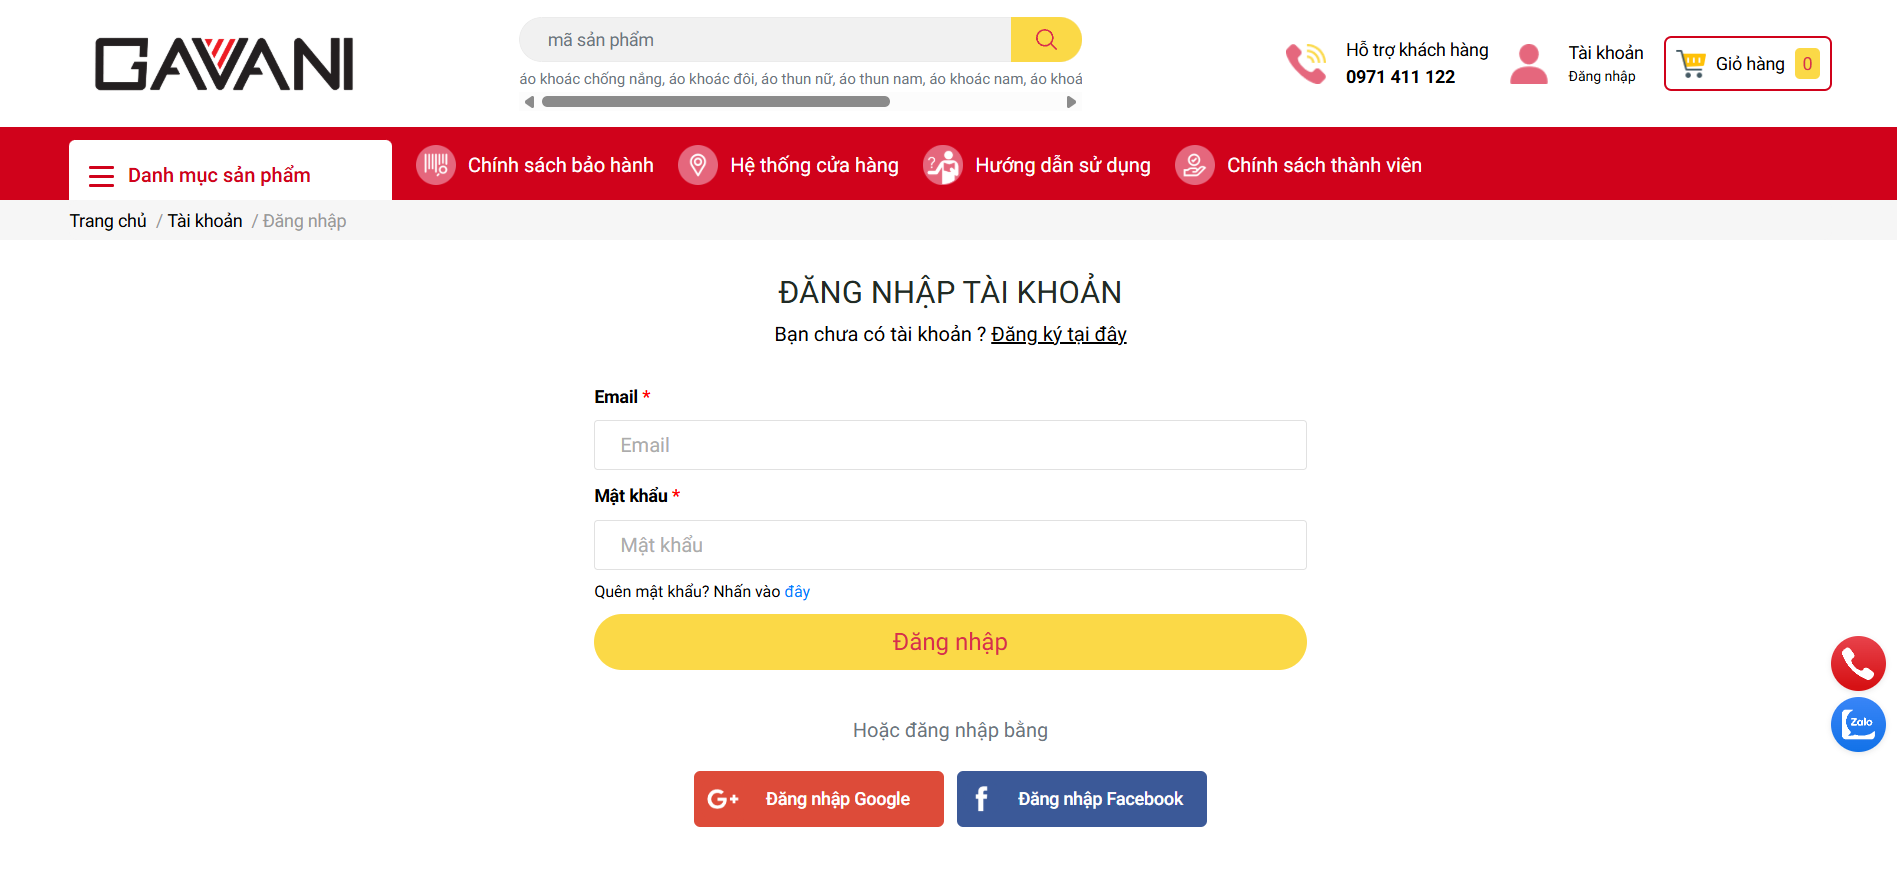 GAVANI
mã sản phẩm
áo khoác chống nắng, áo khoác đôi, áo thun nữ, áo thun nam, áo khoác nam, áo khoá
Hỗ trợ khách hàng
0971 411 122
Tài khoản
Đăng nhập
Giỏ hàng 0
Danh mục sản phẩm
Chính sách bảo hành
Hệ thống cửa hàng
Hướng dẫn sử dụng
Chính sách thành viên
Trang chủ / Tài khoản / Đăng nhập
ĐĂNG NHẬP TÀI KHOẢN
Bạn chưa có tài khoản ? Đăng ký tại đây
Email *
Email
Mật khẩu *
Mật khẩu
Quên mật khẩu? Nhấn vào đây
Đăng nhập
Zalo
Hoặc đăng nhập bằng
G+ Đăng nhập Google
f Đăng nhập Facebook